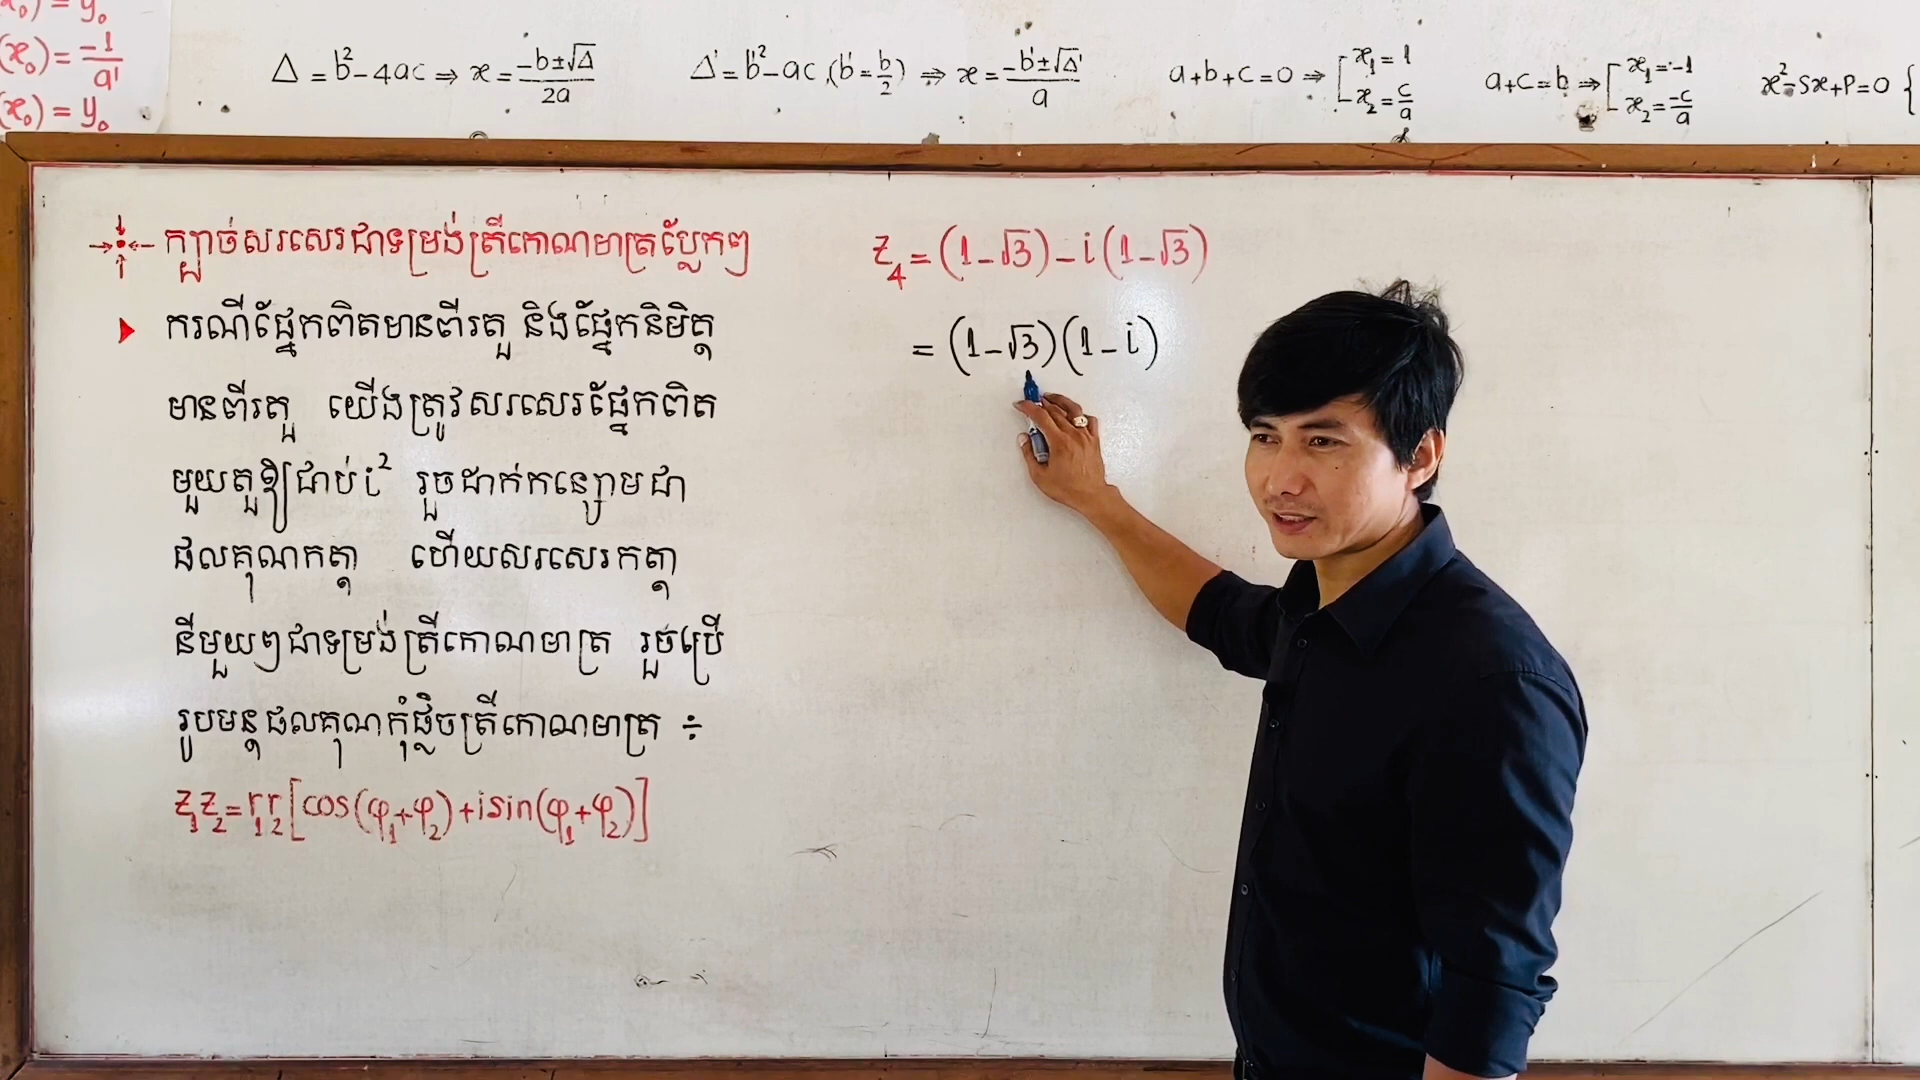 x₀) = y₀
(x₀) = -1/a'
(x₀) = y₀
Δ = b² - 4ac ⇒ x = (-b ± √Δ)/2a
Δ' = b'² - ac, (b' = b/2) ⇒ x = (-b' ± √Δ')/a
a + b + c = 0 ⇒ [ x₁ = 1
x₂ = c/a
a + c = b ⇒ [ x₁ = -1
x₂ = -c/a
x² - Sx + P = 0 {
ក្បាច់សរសេរជាទម្រង់ត្រីកោណមាត្រប្លែកៗ
ករណីផ្នែកពិតមានពីរតួ និងផ្នែកនិមិត្ត
មានពីរតួ យើងត្រូវសរសេរផ្នែកពិត
មួយតួឱ្យជាប់ i² រួចដាក់កន្សោមជា
ផលគុណកត្តា ហើយសរសេរកត្តា
នីមួយៗជាទម្រង់ត្រីកោណមាត្រ រួចប្រើ
រូបមន្តផលគុណកុំផ្លិចត្រីកោណមាត្រ ÷
z₁z₂ = r₁r₂[cos(φ₁+φ₂) + isin(φ₁+φ₂)]
z₄ = (1-√3) - i(1-√3)
= (1-√3)(1-i)